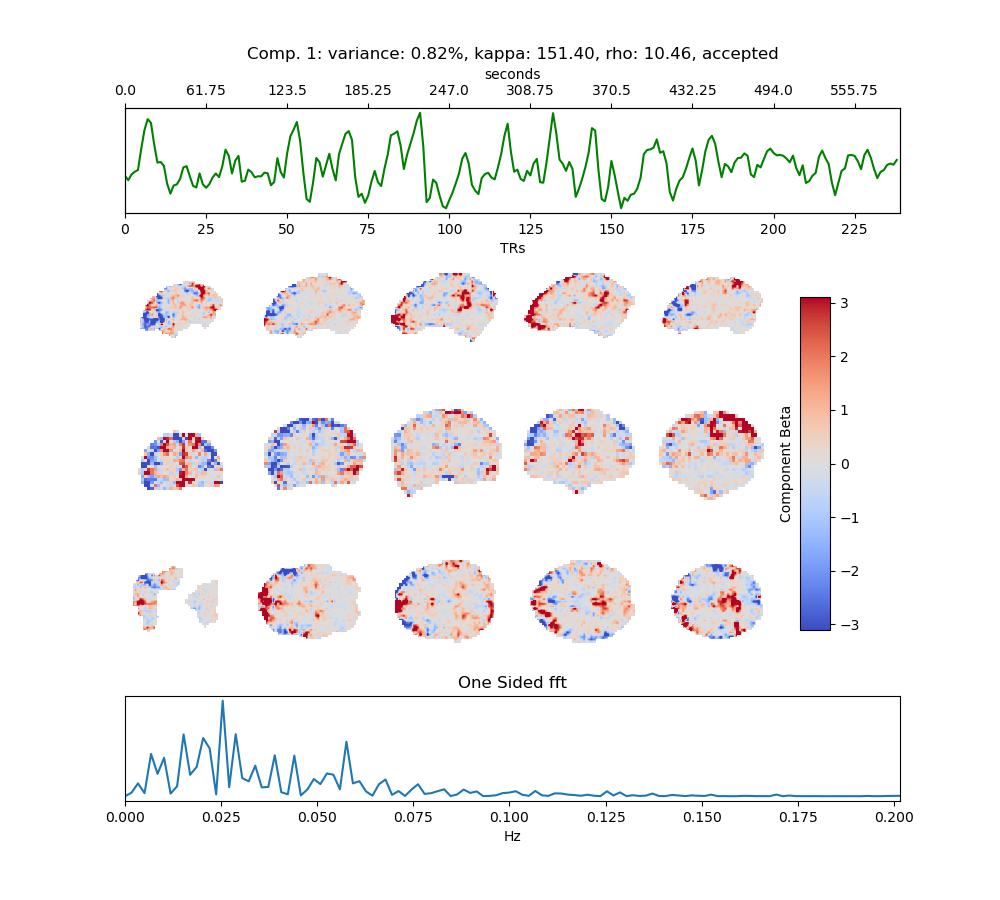 Comp. 1: variance: 0.82%, kappa: 151.40, rho: 10.46, accepted
seconds
0.0 61.75 123.5 185.25 247.0 308.75 370.5 432.25 494.0 555.75
0 25 50 75 100 125 150 175 200 225
TRs
3
2
1
0
−1
−2
−3
Component Beta
One Sided fft
0.000 0.025 0.050 0.075 0.100 0.125 0.150 0.175 0.200
Hz